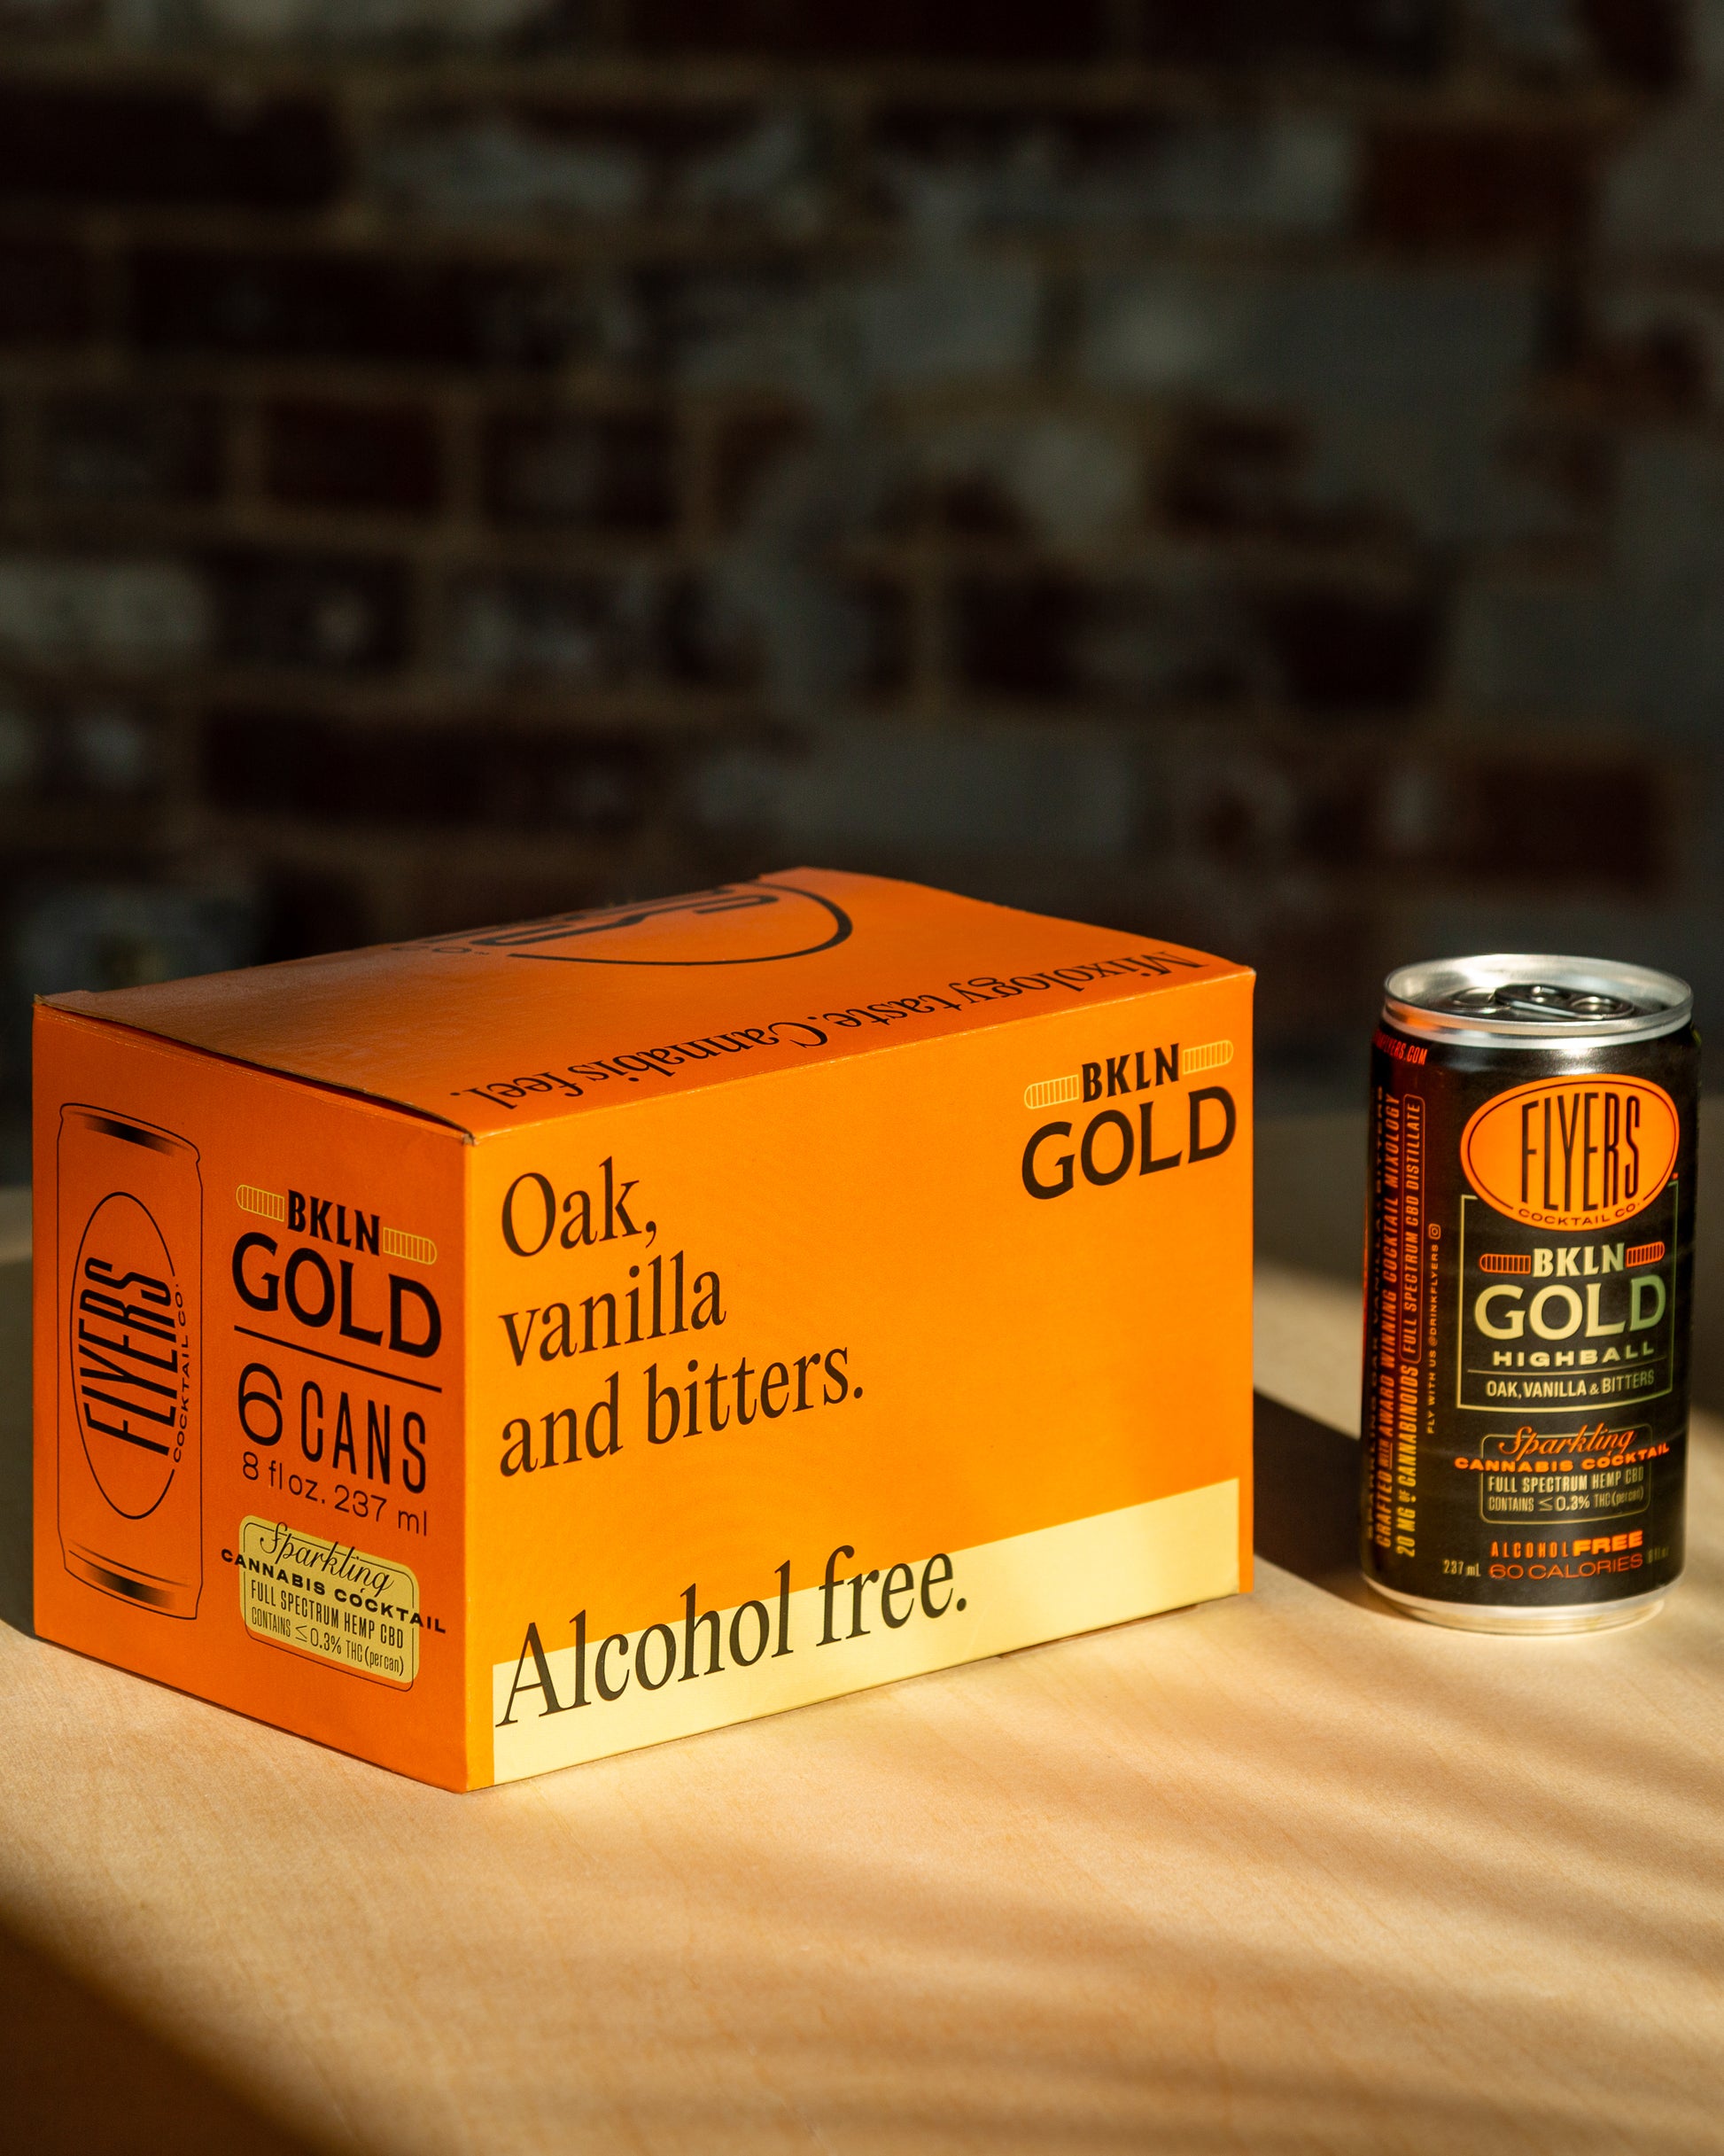 Mixology taste. Cannabis feel.
FLYERS
COCKTAIL CO.
BKLN
GOLD
6 CANS
8 fl oz. 237 ml
Sparkling
CANNABIS COCKTAIL
FULL SPECTRUM HEMP CBD
CONTAINS ≤0.3% THC (per can)
BKLN
GOLD
Oak,
vanilla
and bitters.
Alcohol free.
AWARD WINNING COCKTAIL MIXOLOGY
20 MG OF CANNABINOIDS FULL SPECTRUM CBD DISTILLATE
FLY WITH US @DRINKFLYERS
FLYERS
COCKTAIL CO.
BKLN
GOLD
HIGHBALL
OAK, VANILLA & BITTERS
Sparkling
CANNABIS COCKTAIL
FULL SPECTRUM HEMP CBD
CONTAINS ≤0.3% THC (per can)
ALCOHOL FREE
237 mL 60 CALORIES